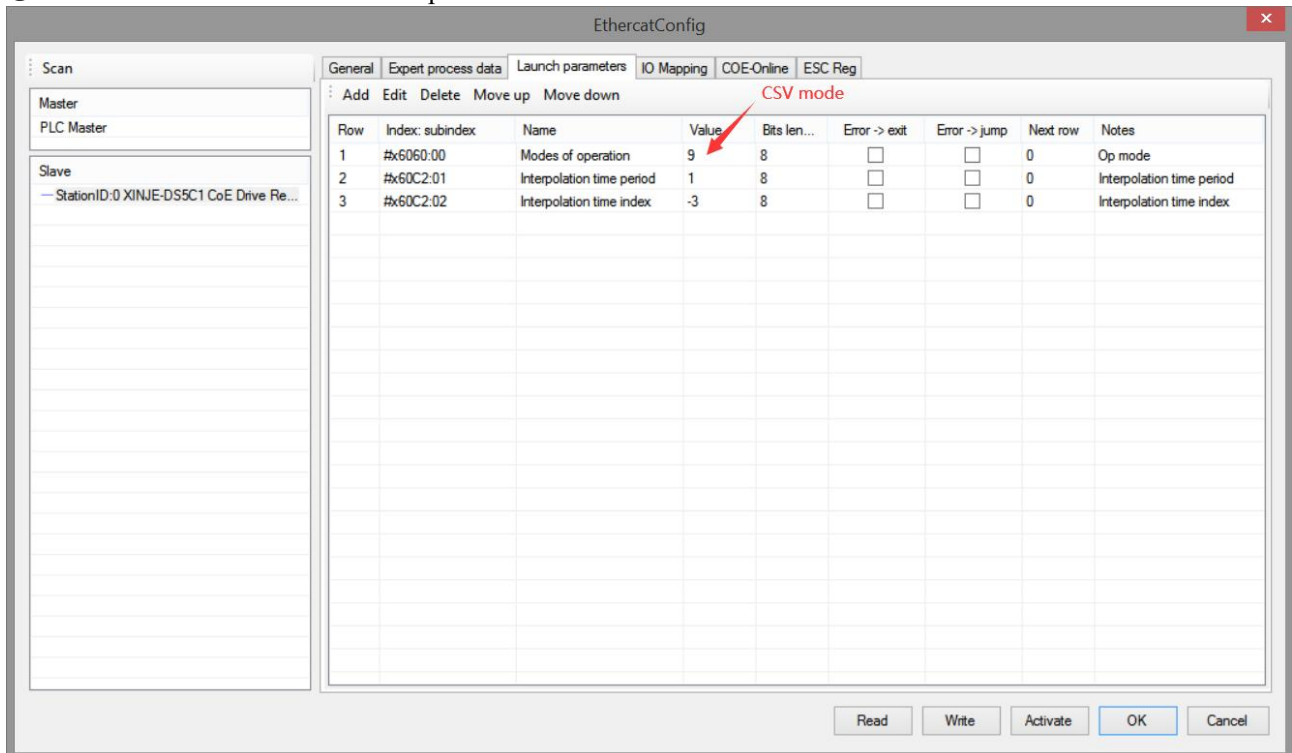 EthercatConfig
Scan
Master
PLC Master
Slave
StationID:0 XINJE-DS5C1 CoE Drive Re...
General Expert process data Launch parameters IO Mapping COE-Online ESC Reg
Add Edit Delete Move up Move down
CSV mode
Row Index: subindex Name Value Bits len... Error -> exit Error -> jump Next row Notes
1 #x6060:00 Modes of operation 9 8 0 Op mode
2 #x60C2:01 Interpolation time period 1 8 0 Interpolation time period
3 #x60C2:02 Interpolation time index -3 8 0 Interpolation time index
Read Write Activate OK Cancel